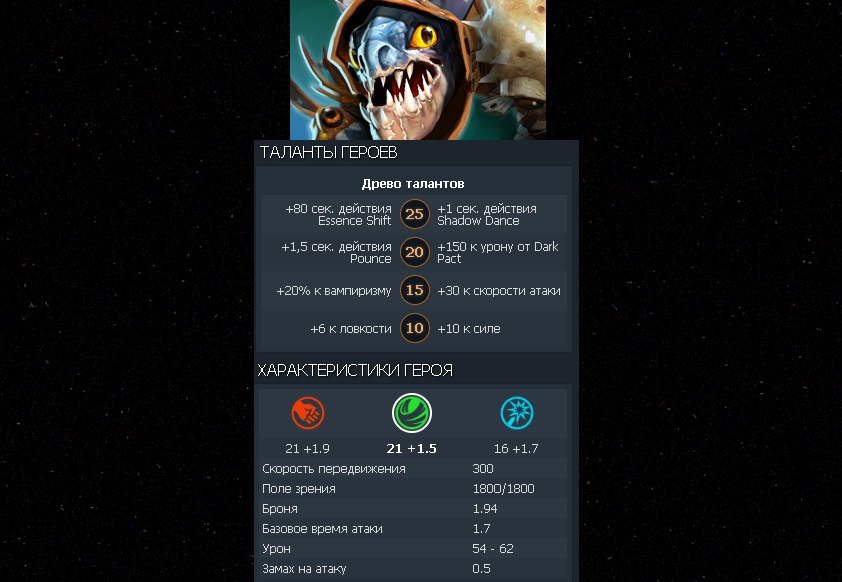 ТАЛАНТЫ ГЕРОЕВ
Древо талантов
+80 сек. действия
Essence Shift
25
+1 сек. действия
Shadow Dance
+1,5 сек. действия
Pounce
20
+150 к урону от Dark
Pact
+20% к вампиризму
15
+30 к скорости атаки
+6 к ловкости
10
+10 к силе
ХАРАКТЕРИСТИКИ ГЕРОЯ
21 +1.9
21 +1.5
16 +1.7
Скорость передвижения 300
Поле зрения 1800/1800
Броня 1.94
Базовое время атаки 1.7
Урон 54 - 62
Замах на атаку 0.5